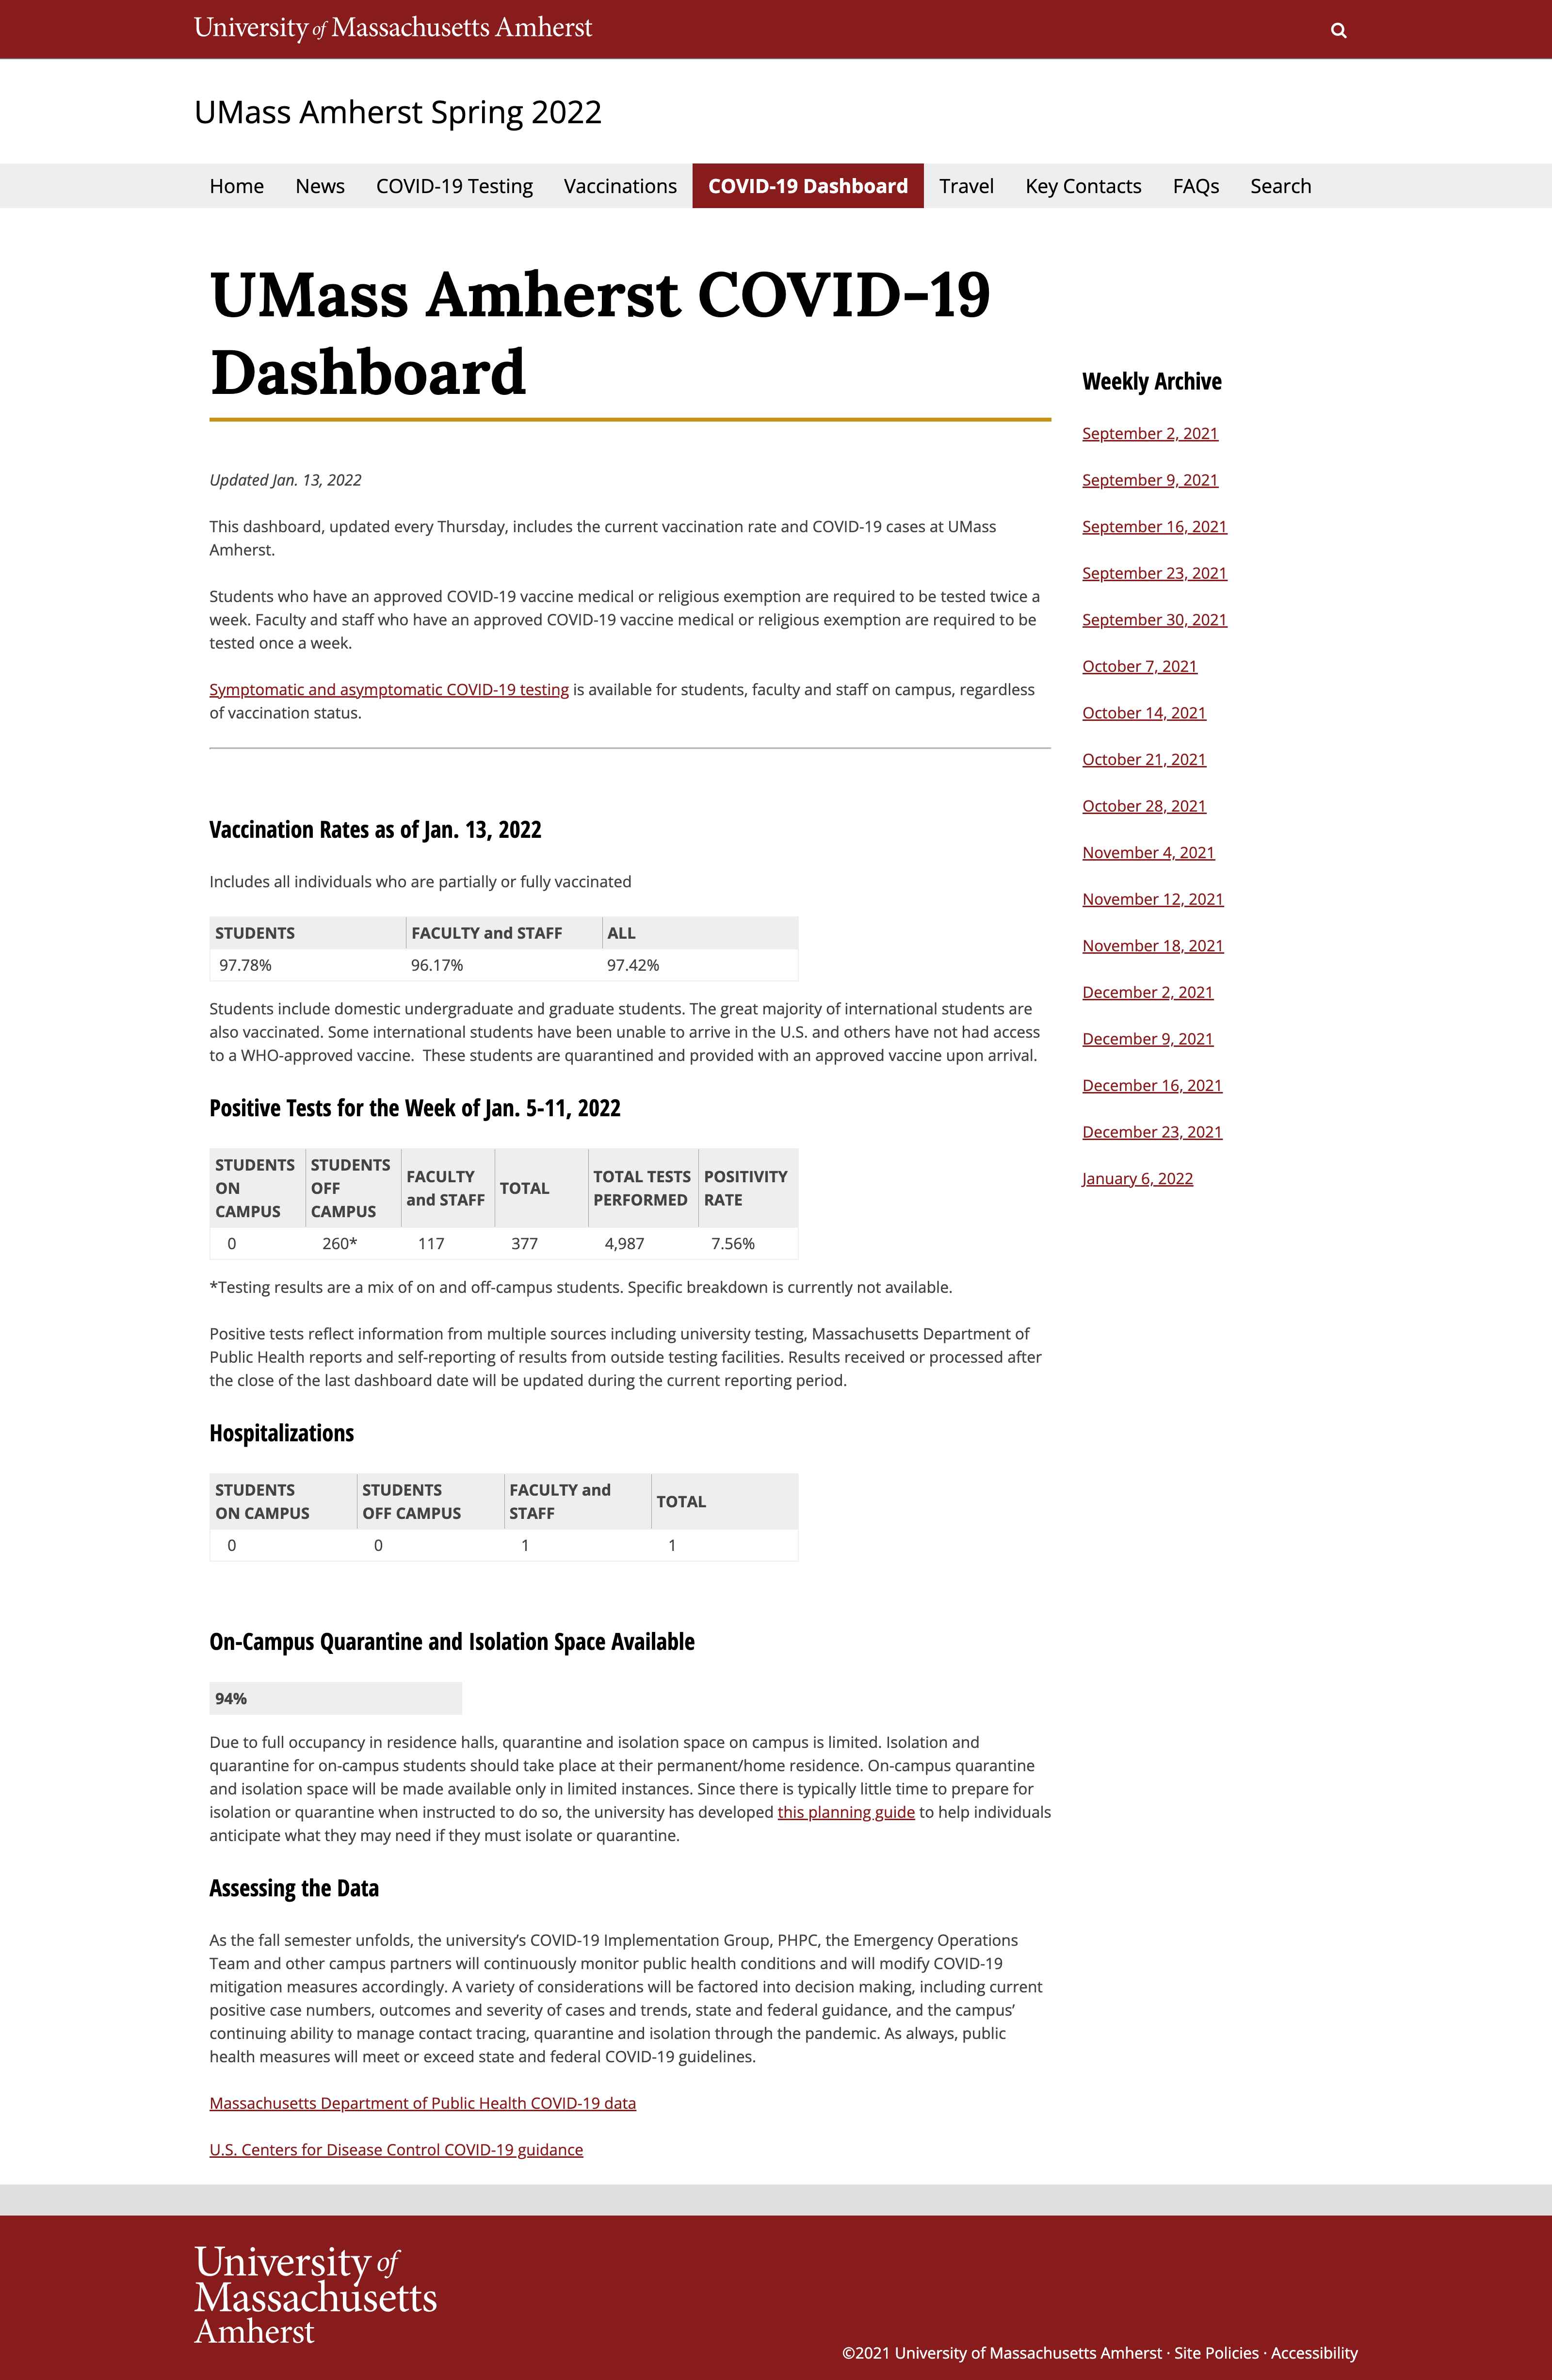 University of Massachusetts Amherst
UMass Amherst Spring 2022
Home News COVID-19 Testing Vaccinations COVID-19 Dashboard Travel Key Contacts FAQs Search
UMass Amherst COVID-19
Dashboard
Updated Jan. 13, 2022
This dashboard, updated every Thursday, includes the current vaccination rate and COVID-19 cases at UMass
Amherst.
Students who have an approved COVID-19 vaccine medical or religious exemption are required to be tested twice a
week. Faculty and staff who have an approved COVID-19 vaccine medical or religious exemption are required to be
tested once a week.
Symptomatic and asymptomatic COVID-19 testing is available for students, faculty and staff on campus, regardless
of vaccination status.
Vaccination Rates as of Jan. 13, 2022
Includes all individuals who are partially or fully vaccinated
STUDENTS FACULTY and STAFF ALL
97.78% 96.17% 97.42%
Students include domestic undergraduate and graduate students. The great majority of international students are
also vaccinated. Some international students have been unable to arrive in the U.S. and others have not had access
to a WHO-approved vaccine.  These students are quarantined and provided with an approved vaccine upon arrival.
Positive Tests for the Week of Jan. 5-11, 2022
STUDENTS
ON
CAMPUS
STUDENTS
OFF
CAMPUS
FACULTY
and STAFF
TOTAL
TOTAL TESTS
PERFORMED
POSITIVITY
RATE
0 260* 117 377 4,987 7.56%
*Testing results are a mix of on and off-campus students. Specific breakdown is currently not available.
Positive tests reflect information from multiple sources including university testing, Massachusetts Department of
Public Health reports and self-reporting of results from outside testing facilities. Results received or processed after
the close of the last dashboard date will be updated during the current reporting period.
Hospitalizations
STUDENTS
ON CAMPUS
STUDENTS
OFF CAMPUS
FACULTY and
STAFF
TOTAL
0 0 1 1
On-Campus Quarantine and Isolation Space Available
94%
Due to full occupancy in residence halls, quarantine and isolation space on campus is limited. Isolation and
quarantine for on-campus students should take place at their permanent/home residence. On-campus quarantine
and isolation space will be made available only in limited instances. Since there is typically little time to prepare for
isolation or quarantine when instructed to do so, the university has developed this planning guide to help individuals
anticipate what they may need if they must isolate or quarantine.
Assessing the Data
As the fall semester unfolds, the university’s COVID-19 Implementation Group, PHPC, the Emergency Operations
Team and other campus partners will continuously monitor public health conditions and will modify COVID-19
mitigation measures accordingly. A variety of considerations will be factored into decision making, including current
positive case numbers, outcomes and severity of cases and trends, state and federal guidance, and the campus’
continuing ability to manage contact tracing, quarantine and isolation through the pandemic. As always, public
health measures will meet or exceed state and federal COVID-19 guidelines.
Massachusetts Department of Public Health COVID-19 data
U.S. Centers for Disease Control COVID-19 guidance
Weekly Archive
September 2, 2021
September 9, 2021
September 16, 2021
September 23, 2021
September 30, 2021
October 7, 2021
October 14, 2021
October 21, 2021
October 28, 2021
November 4, 2021
November 12, 2021
November 18, 2021
December 2, 2021
December 9, 2021
December 16, 2021
December 23, 2021
January 6, 2022
University of
Massachusetts
Amherst
©2021 University of Massachusetts Amherst · Site Policies · Accessibility